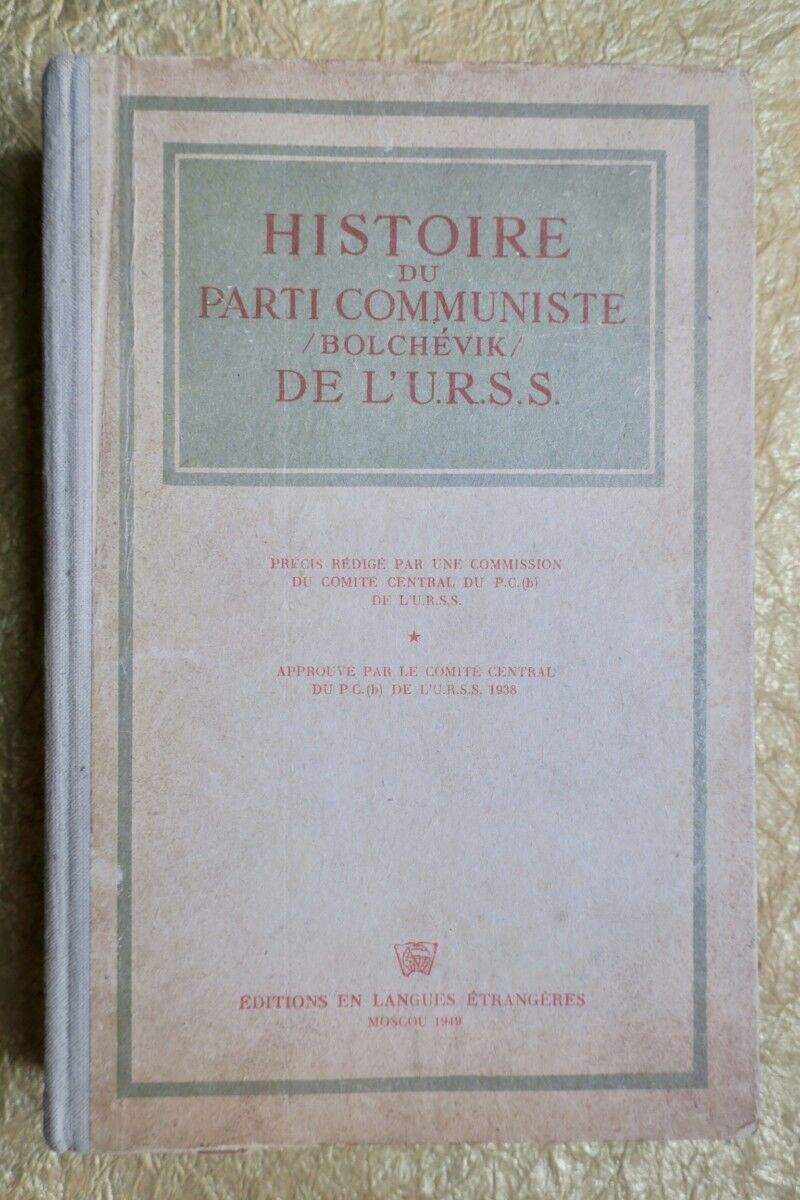 HISTOIRE
DU
PARTI COMMUNISTE
/BOLCHÉVIK/
DE L'U.R.S.S.
PRÉCIS RÉDIGÉ PAR UNE COMMISSION
DU COMITÉ CENTRAL DU P.C.(b)
DE L'U.R.S.S.
★
APPROUVÉ PAR LE COMITÉ CENTRAL
DU P.C.(b) DE L'U.R.S.S. 1938
ÉDITIONS EN LANGUES ÉTRANGÈRES
MOSCOU 1949